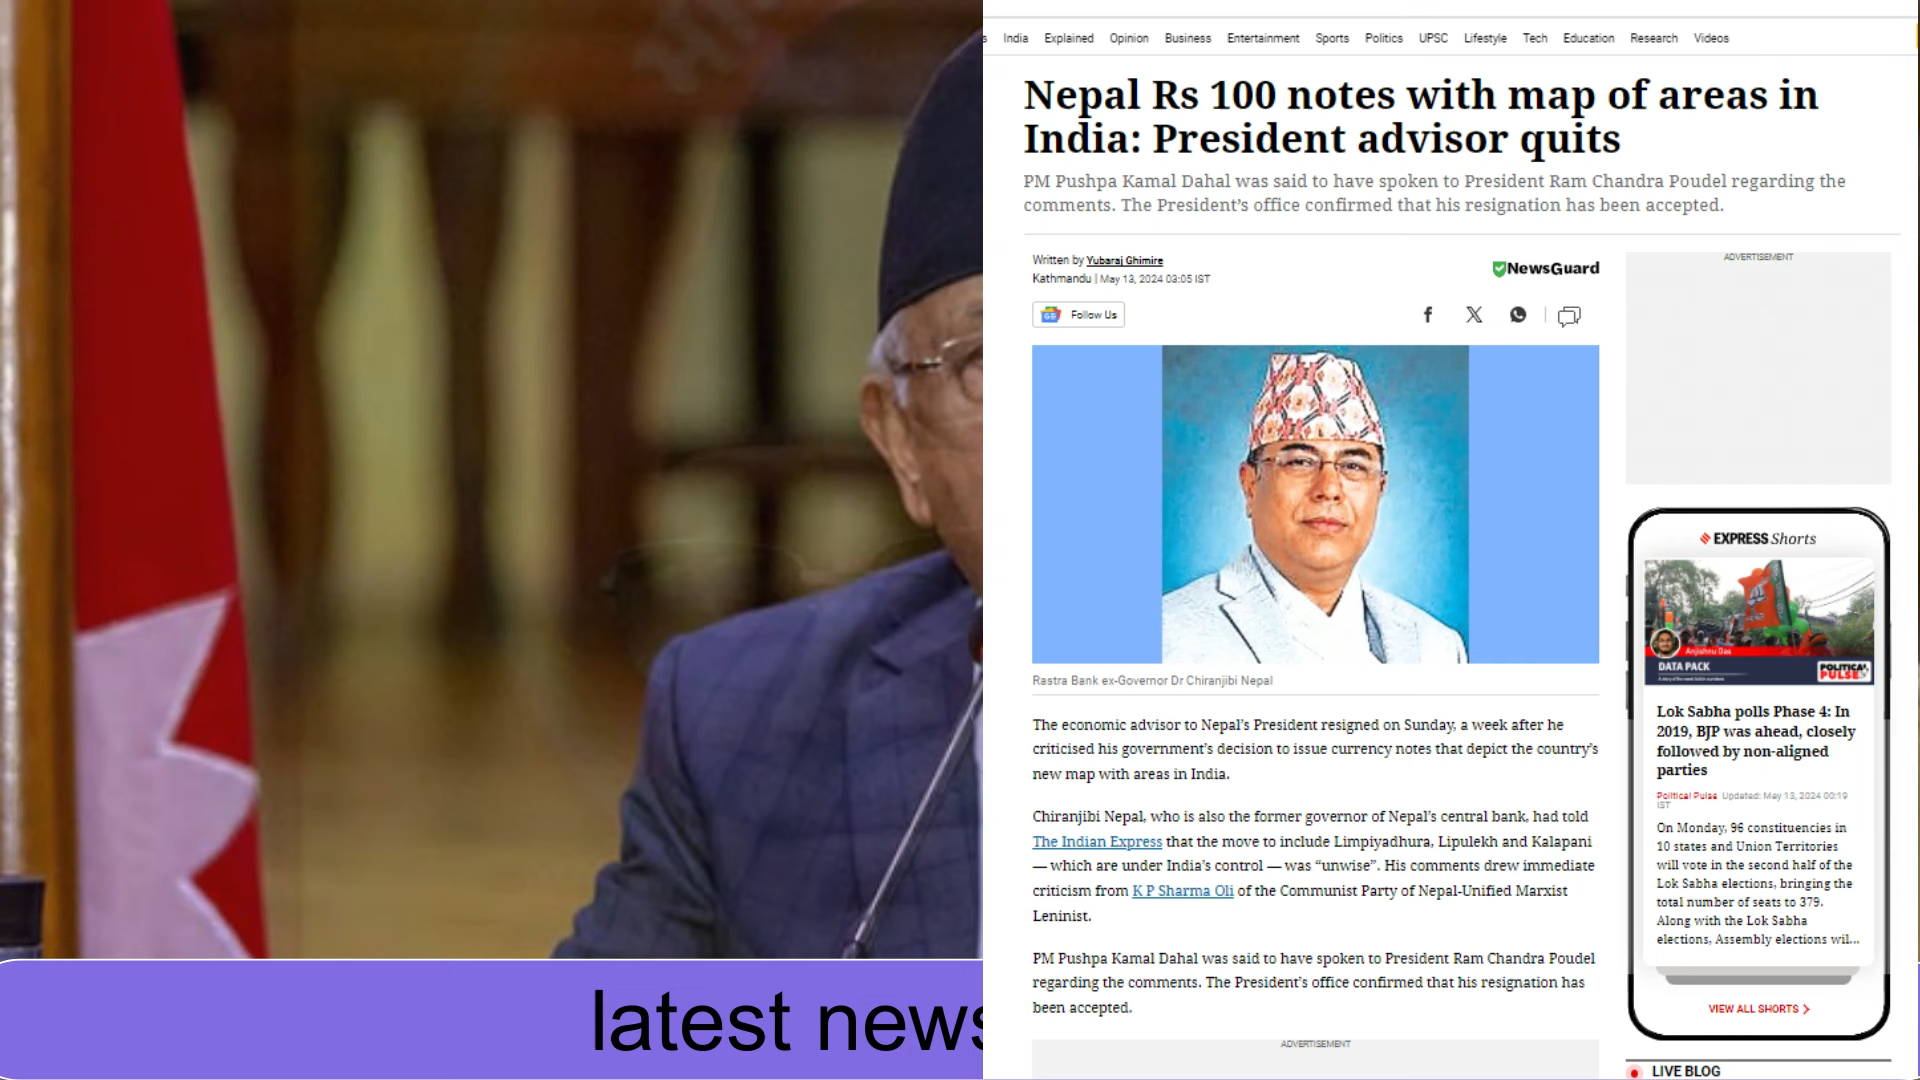 India Explained Opinion Business Entertainment Sports Politics UPSC Lifestyle Tech Education Research Videos
Nepal Rs 100 notes with map of areas in
India: President advisor quits
PM Pushpa Kamal Dahal was said to have spoken to President Ram Chandra Poudel regarding the
comments. The President’s office confirmed that his resignation has been accepted.
Written by Yubaraj Ghimire
Kathmandu | May 13, 2024 03:05 IST
NewsGuard
Follow Us
Rastra Bank ex-Governor Dr Chiranjibi Nepal
The economic advisor to Nepal’s President resigned on Sunday, a week after he
criticised his government’s decision to issue currency notes that depict the country’s
new map with areas in India.
Chiranjibi Nepal, who is also the former governor of Nepal’s central bank, had told
The Indian Express that the move to include Limpiyadhura, Lipulekh and Kalapani
— which are under India’s control — was “unwise”. His comments drew immediate
criticism from K P Sharma Oli of the Communist Party of Nepal-Unified Marxist
Leninist.
PM Pushpa Kamal Dahal was said to have spoken to President Ram Chandra Poudel
regarding the comments. The President’s office confirmed that his resignation has
been accepted.
ADVERTISEMENT
ADVERTISEMENT
EXPRESS Shorts
Anjishnu Das
DATA PACK
POLITICAL
PULSE
Lok Sabha polls Phase 4: In
2019, BJP was ahead, closely
followed by non-aligned
parties
Political Pulse Updated: May 13, 2024 00:19
IST
On Monday, 96 constituencies in
10 states and Union Territories
will vote in the second half of the
Lok Sabha elections, bringing the
total number of seats to 379.
Along with the Lok Sabha
elections, Assembly elections wil...
VIEW ALL SHORTS
LIVE BLOG
latest news